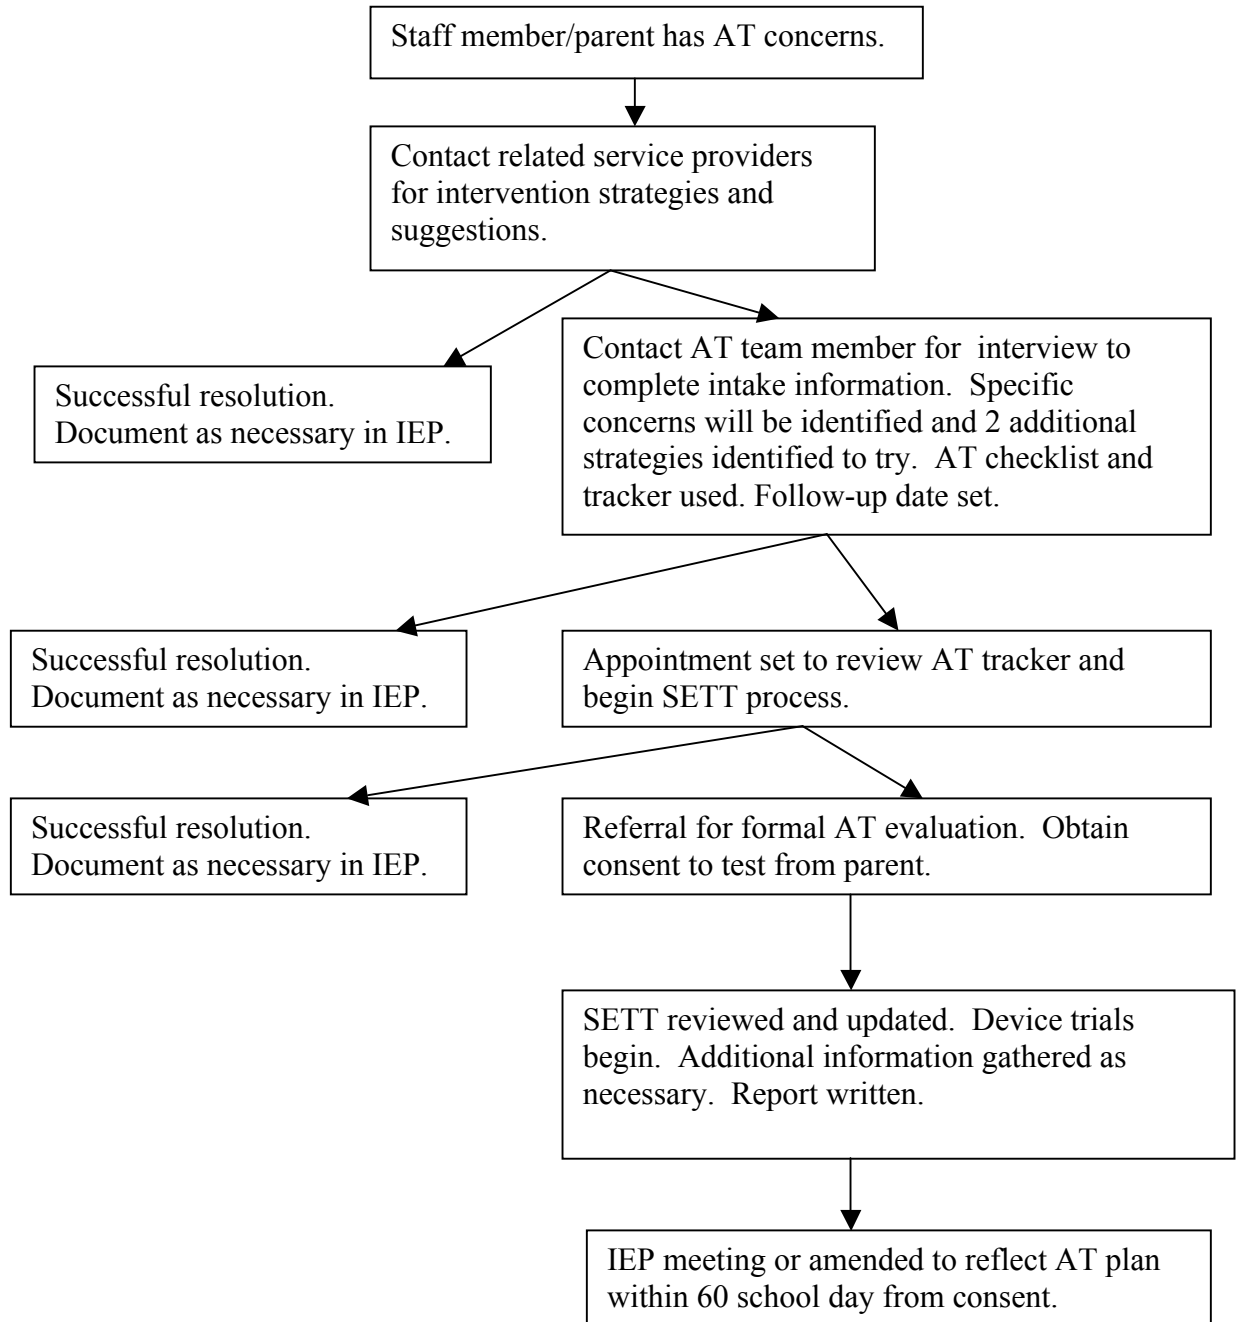 Staff member/parent has AT concerns.
Contact related service providers
for intervention strategies and
suggestions.
Successful resolution.
Document as necessary in IEP.
Contact AT team member for  interview to
complete intake information.  Specific
concerns will be identified and 2 additional
strategies identified to try.  AT checklist and
tracker used. Follow-up date set.
Successful resolution.
Document as necessary in IEP.
Appointment set to review AT tracker and
begin SETT process.
Successful resolution.
Document as necessary in IEP.
Referral for formal AT evaluation.  Obtain
consent to test from parent.
SETT reviewed and updated.  Device trials
begin.  Additional information gathered as
necessary.  Report written.
IEP meeting or amended to reflect AT plan
within 60 school day from consent.